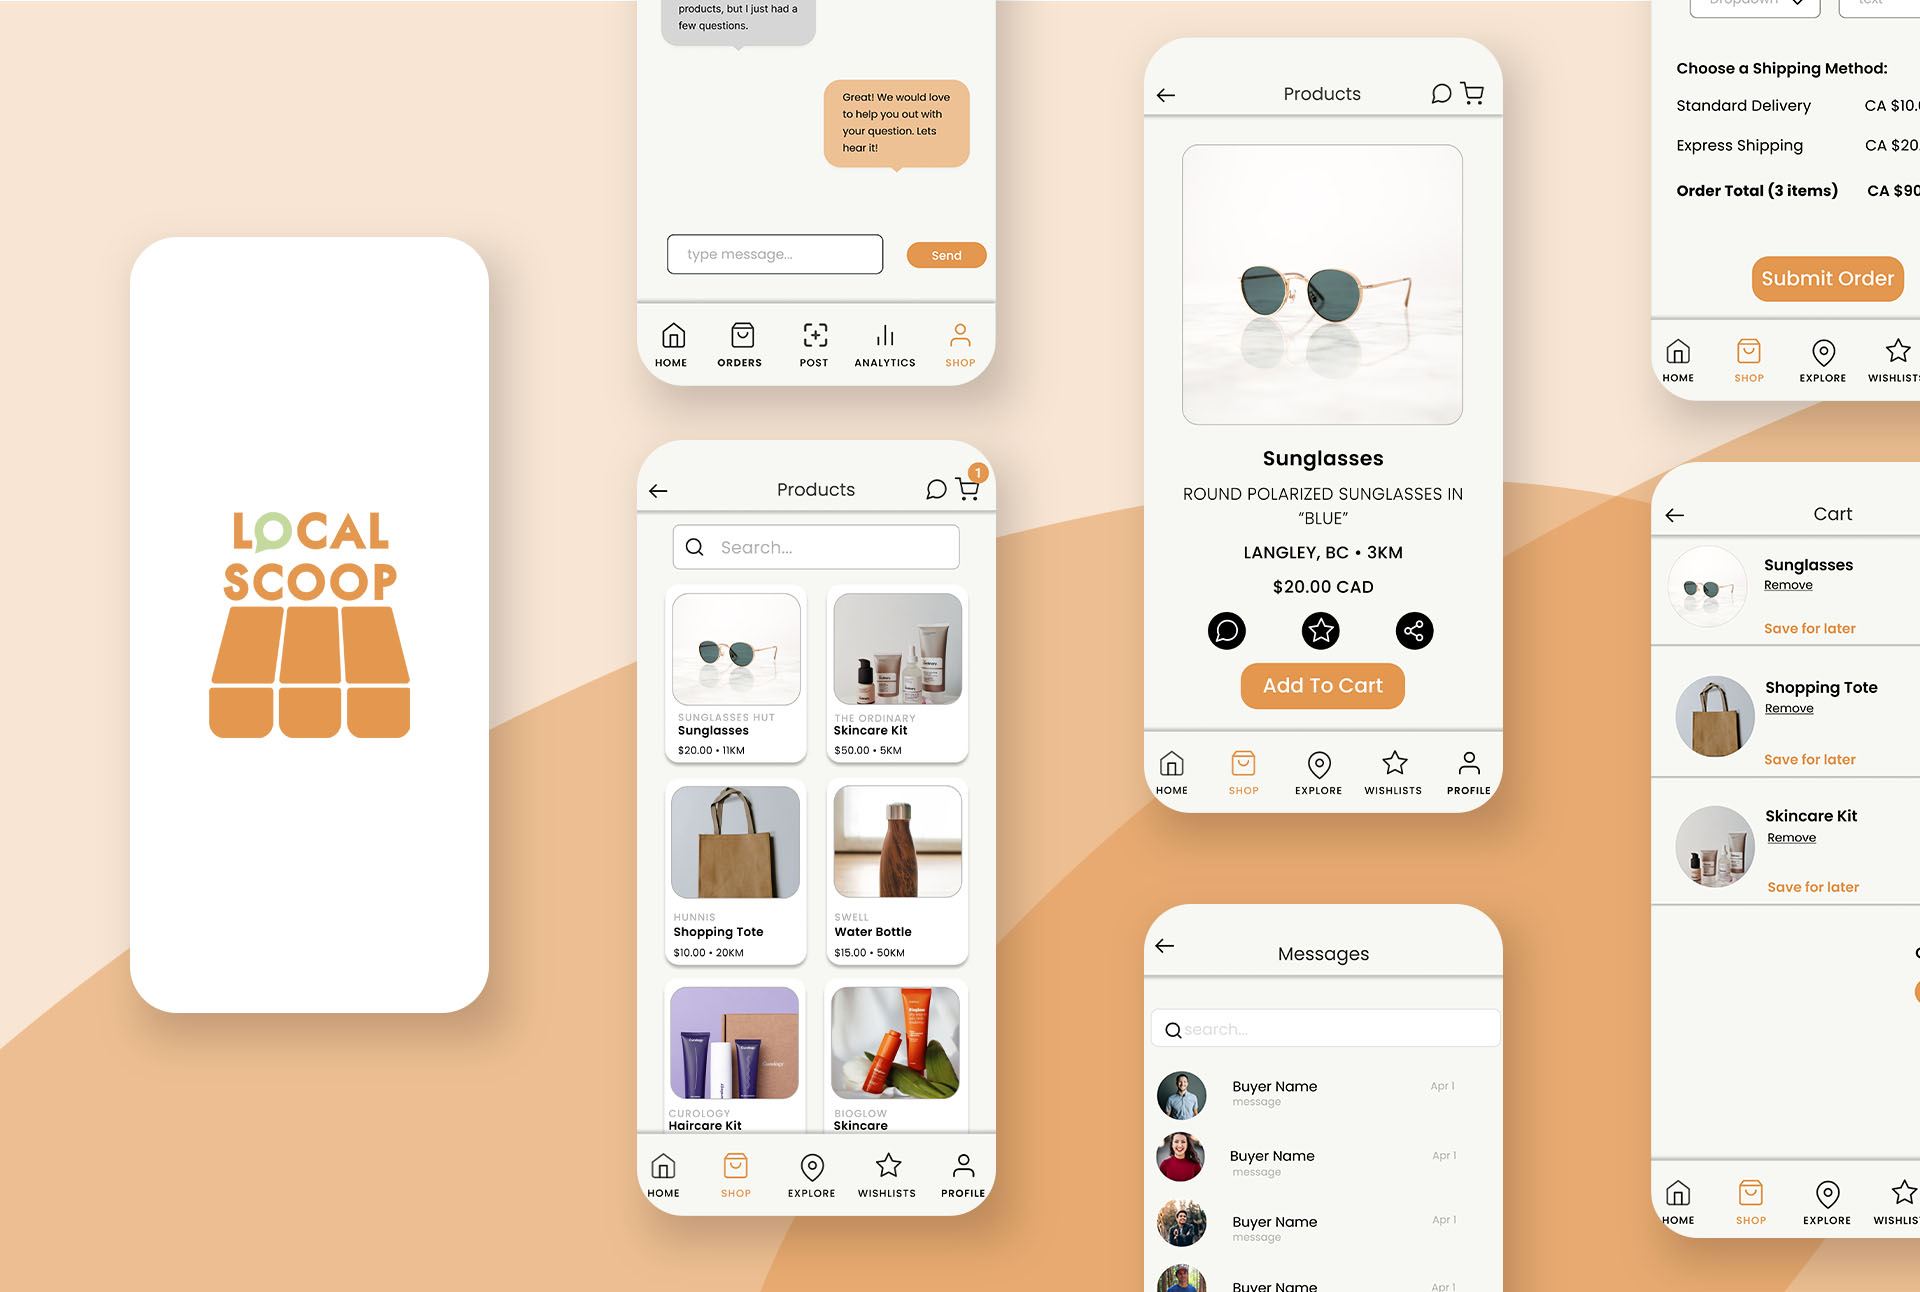 LOCAL
SCOOP
products, but I just had a
few questions.
Great! We would love
to help you out with
your question. Lets
hear it!
type message...
Send
HOME
ORDERS
POST
ANALYTICS
SHOP
Products
1
Search...
SUNGLASSES HUT
Sunglasses
$20.00 • 11KM
THE ORDINARY
Skincare Kit
$50.00 • 5KM
HUNNIS
Shopping Tote
$10.00 • 20KM
SWELL
Water Bottle
$15.00 • 50KM
Curology
CUROLOGY
Haircare Kit
BIOGLOW
Skincare
HOME
SHOP
EXPLORE
WISHLISTS
PROFILE
Products
Sunglasses
ROUND POLARIZED SUNGLASSES IN
“BLUE”
LANGLEY, BC • 3KM
$20.00 CAD
Add To Cart
HOME
SHOP
EXPLORE
WISHLISTS
PROFILE
Messages
search...
Buyer Name
Apr 1
message
Buyer Name
Apr 1
message
Buyer Name
Apr 1
message
Buyer Name
Apr 1
Choose a Shipping Method:
Standard Delivery
CA $10.
Express Shipping
CA $20.
Order Total (3 items)
CA $90
Submit Order
HOME
SHOP
EXPLORE
WISHLISTS
Cart
Sunglasses
Remove
Save for later
Shopping Tote
Remove
Save for later
Skincare Kit
Remove
Save for later
HOME
SHOP
EXPLORE
WISHLIS